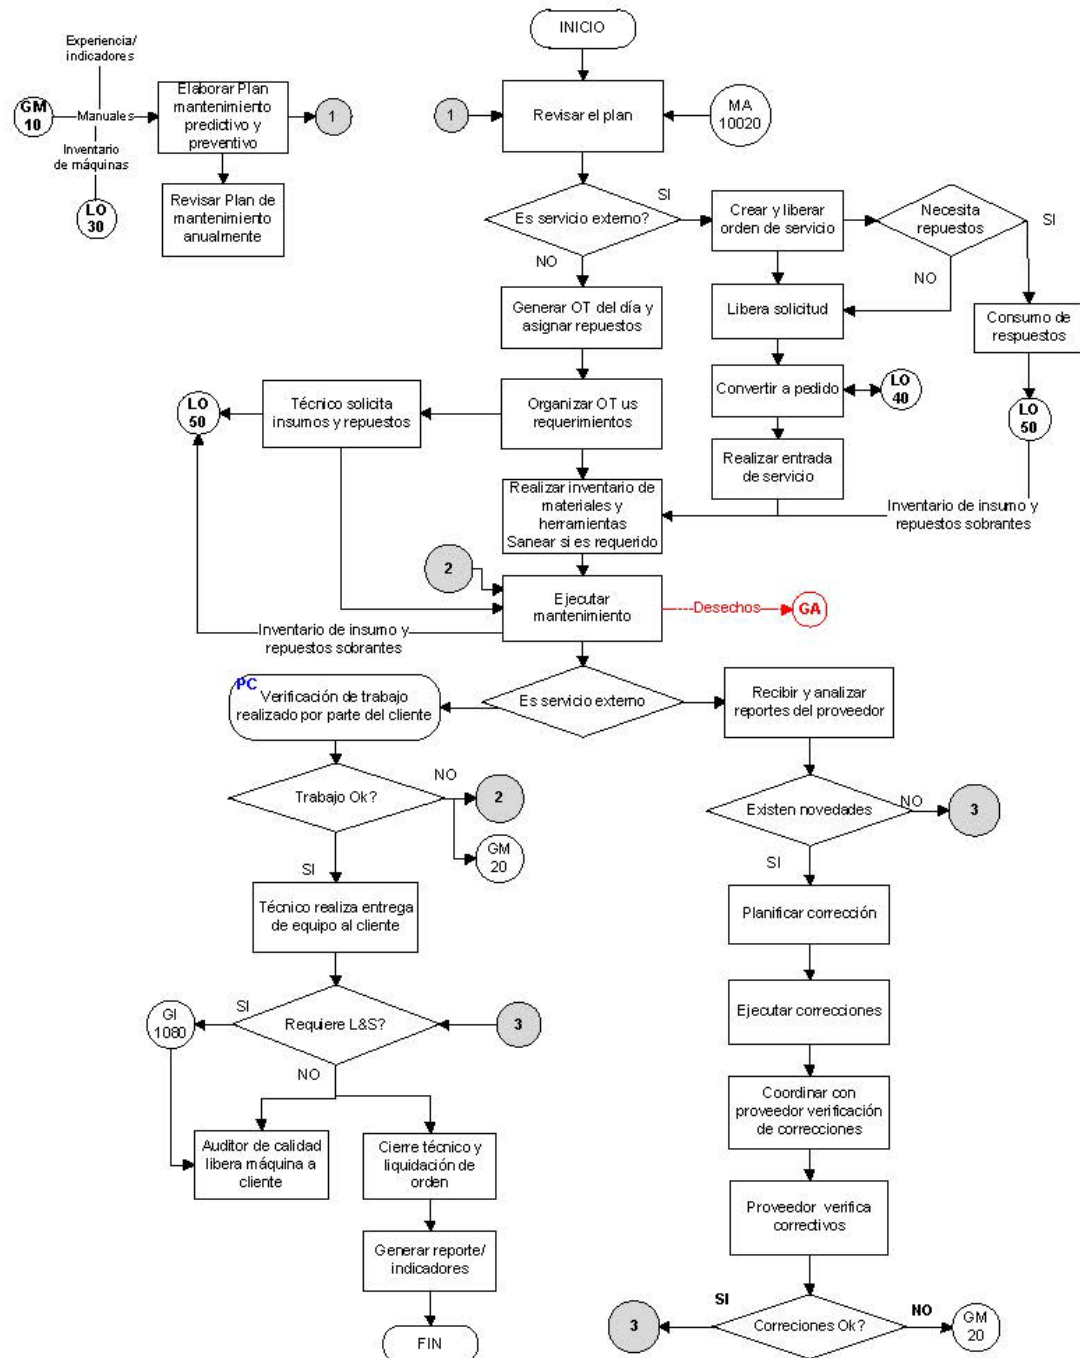 INICIO
Experiencia/
indicadores
GM
10
Manuales
Inventario
de máquinas
LO
30
Elaborar Plan
mantenimiento
predictivo y
preventivo
1
Revisar Plan de
mantenimiento
anualmente
1
Revisar el plan
MA
10020
Es servicio externo?
SI
NO
Crear y liberar
orden de servicio
Necesita
repuestos
SI
NO
Generar OT del día y
asignar repuestos
Libera solicitud
Consumo de
respuestos
LO
50
Técnico solicita
insumos y repuestos
Organizar OT us
requerimientos
Convertir a pedido
LO
40
LO
50
Realizar entrada
de servicio
Realizar inventario de
materiales y
herramientas
Sanear si es requerido
Inventario de insumo y
repuestos sobrantes
2
Ejecutar
mantenimiento
Desechos
GA
Inventario de insumo y
repuestos sobrantes
PC
Verificación de trabajo
realizado por parte del cliente
Es servicio externo
Recibir y analizar
reportes del proveedor
Trabajo Ok?
NO
2
GM
20
SI
Existen novedades
NO
3
SI
Técnico realiza entrega
de equipo al cliente
Planificar corrección
GI
1080
SI
Requiere L&S?
3
NO
Ejecutar correcciones
Auditor de calidad
libera máquina a
cliente
Cierre técnico y
liquidación de
orden
Coordinar con
proveedor verificación
de correcciones
Generar reporte/
indicadores
Proveedor verifica
correctivos
FIN
3
SI
Correciones Ok?
NO
GM
20